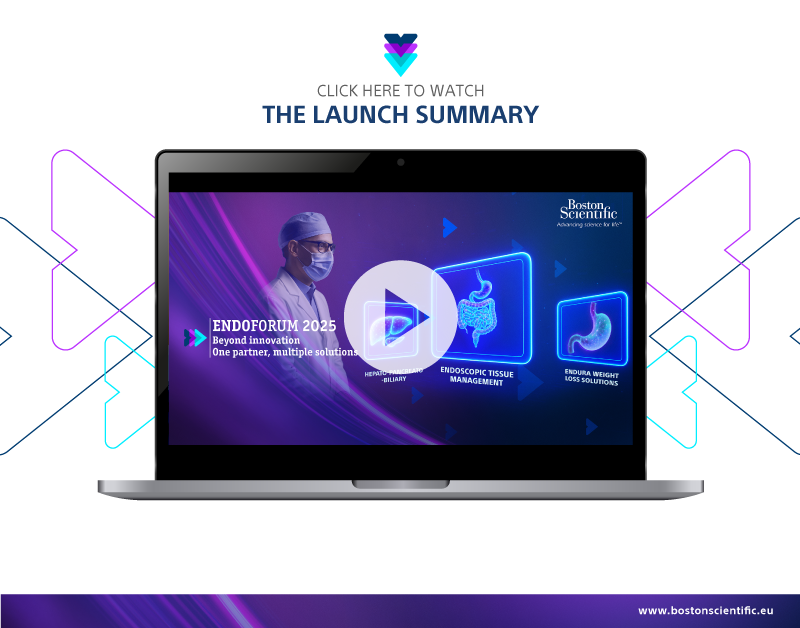 CLICK HERE TO WATCH
THE LAUNCH SUMMARY
Boston
Scientific
Advancing science for life™
ENDOFORUM 2025
Beyond innovation
One partner, multiple solutions
HEPATO-PANCREATO
-BILIARY
ENDOSCOPIC TISSUE
MANAGEMENT
ENDURA WEIGHT
LOSS SOLUTIONS
www.bostonscientific.eu